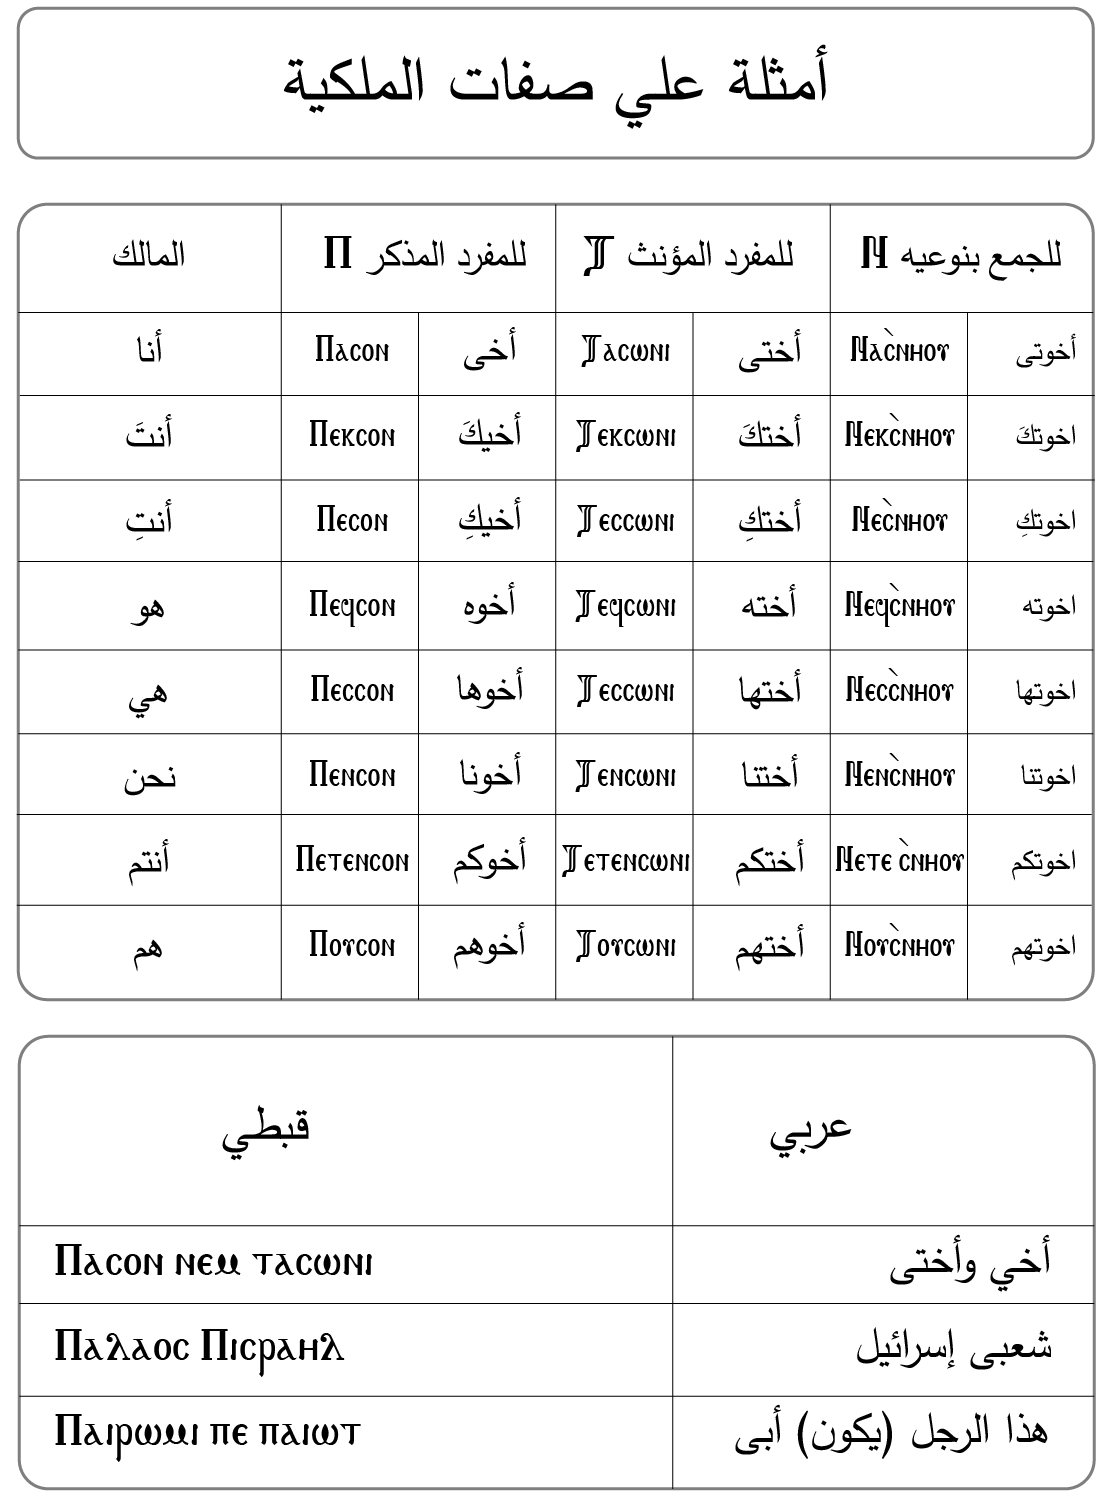 أمثلة علي صفات الملكية
المالك	للمفرد المذكر Ⲡ	للمفرد المؤنث Ⲧ	للجمع بنوعيه Ⲛ
أنا	Ⲡⲁⲥⲟⲛ	أخى	Ⲧⲁⲥⲱⲛⲓ	أختى	Ⲛⲁⲥ̀ⲛⲏⲟⲩ	أخوتى
أنتَ	Ⲡⲉⲕⲥⲟⲛ	أخيكَ	Ⲧⲉⲕⲥⲱⲛⲓ	أختكَ	Ⲛⲉⲕⲥ̀ⲛⲏⲟⲩ	اخوتكَ
أنتِ	Ⲡⲉⲥⲟⲛ	أخيكِ	Ⲧⲉⲥⲥⲱⲛⲓ	أختكِ	Ⲛⲉⲥ̀ⲛⲏⲟⲩ	اخوتكِ
هو	Ⲡⲉϥⲥⲟⲛ	أخوه	Ⲧⲉϥⲥⲱⲛⲓ	أخته	Ⲛⲉϥⲥ̀ⲛⲏⲟⲩ	اخوته
هي	Ⲡⲉⲥⲥⲟⲛ	أخوها	Ⲧⲉⲥⲥⲱⲛⲓ	أختها	Ⲛⲉⲥⲥ̀ⲛⲏⲟⲩ	اخوتها
نحن	Ⲡⲉⲛⲥⲟⲛ	أخونا	Ⲧⲉⲛⲥⲱⲛⲓ	أختنا	Ⲛⲉⲛⲥ̀ⲛⲏⲟⲩ	اخوتنا
أنتم	Ⲡⲉⲧⲉⲛⲥⲟⲛ	أخوكم	Ⲧⲉⲧⲉⲛⲥⲱⲛⲓ	أختكم	Ⲛⲉⲧⲉ ⲥ̀ⲛⲏⲟⲩ	اخوتكم
هم	Ⲡⲟⲩⲥⲟⲛ	أخوهم	Ⲧⲟⲩⲥⲱⲛⲓ	أختهم	Ⲛⲟⲩⲥ̀ⲛⲏⲟⲩ	اخوتهم
قبطي	عربي
Ⲡⲁⲥⲟⲛ ⲛⲉⲙ ⲧⲁⲥⲱⲛⲓ	أخي وأختى
Ⲡⲁⲗⲁⲟⲥ Ⲡⲓⲥⲣⲁⲏⲗ	شعبى إسرائيل
Ⲡⲁⲓⲣⲱⲙⲓ ⲡⲉ ⲡⲁⲓⲱⲧ	هذا الرجل (يكون) أبى